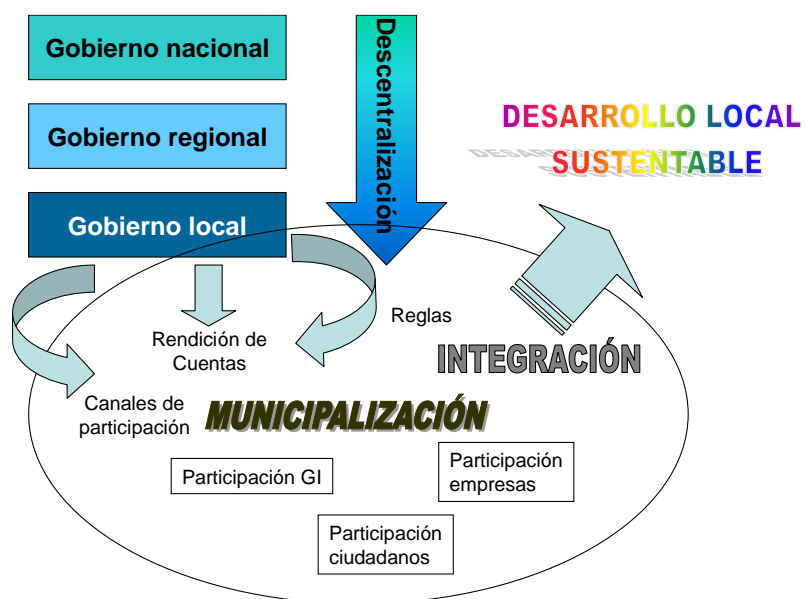 Gobierno nacional
Descentralización
Gobierno regional
DESARROLLO LOCAL
SUSTENTABLE
Gobierno local
Reglas
Rendición de
Cuentas
INTEGRACIÓN
Canales de
participación
MUNICIPALIZACIÓN
Participación GI
Participación
empresas
Participación
ciudadanos